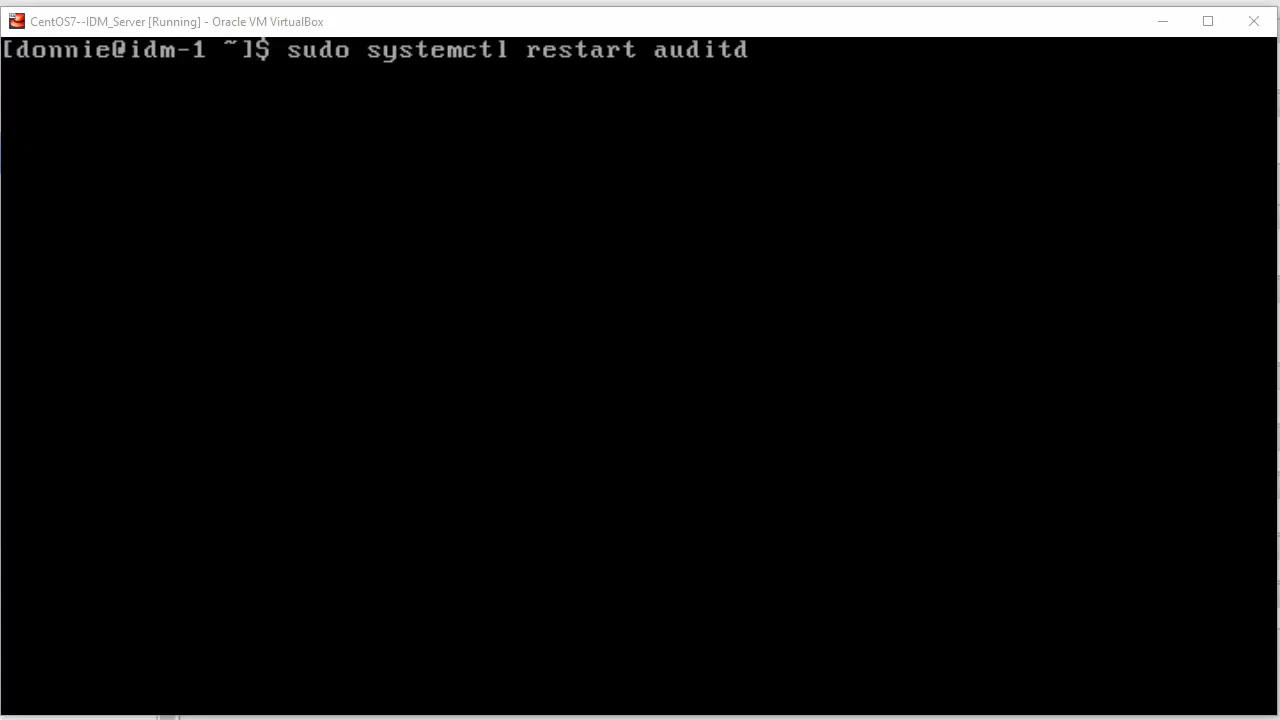 CentOS7--IDM_Server [Running] - Oracle VM VirtualBox
[donnie@idm-1 ~]$ sudo systemctl restart auditd